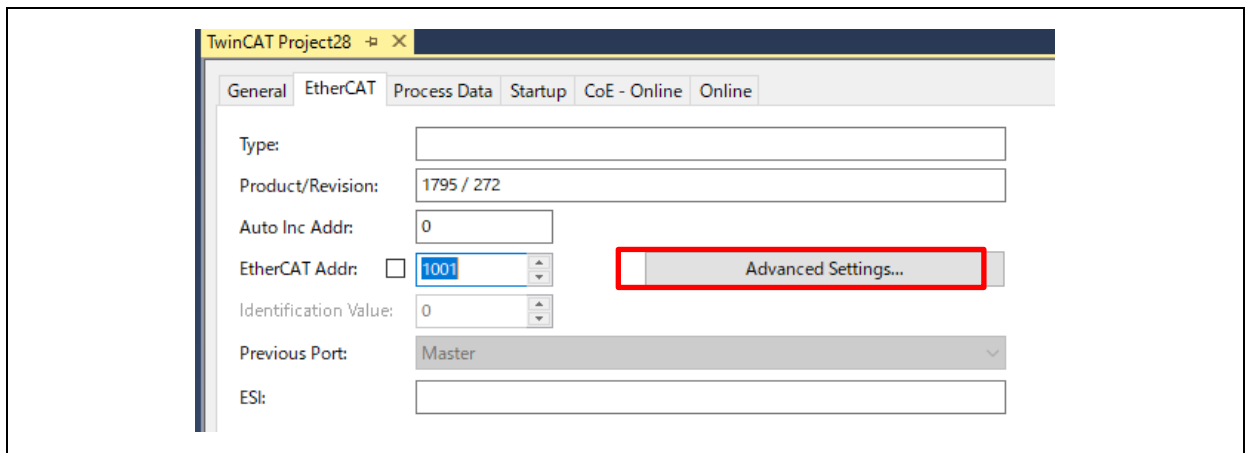 TwinCAT Project28
General EtherCAT Process Data Startup CoE - Online Online
Type:
Product/Revision: 1795 / 272
Auto Inc Addr: 0
EtherCAT Addr: 1001 Advanced Settings...
Identification Value: 0
Previous Port: Master
ESI: